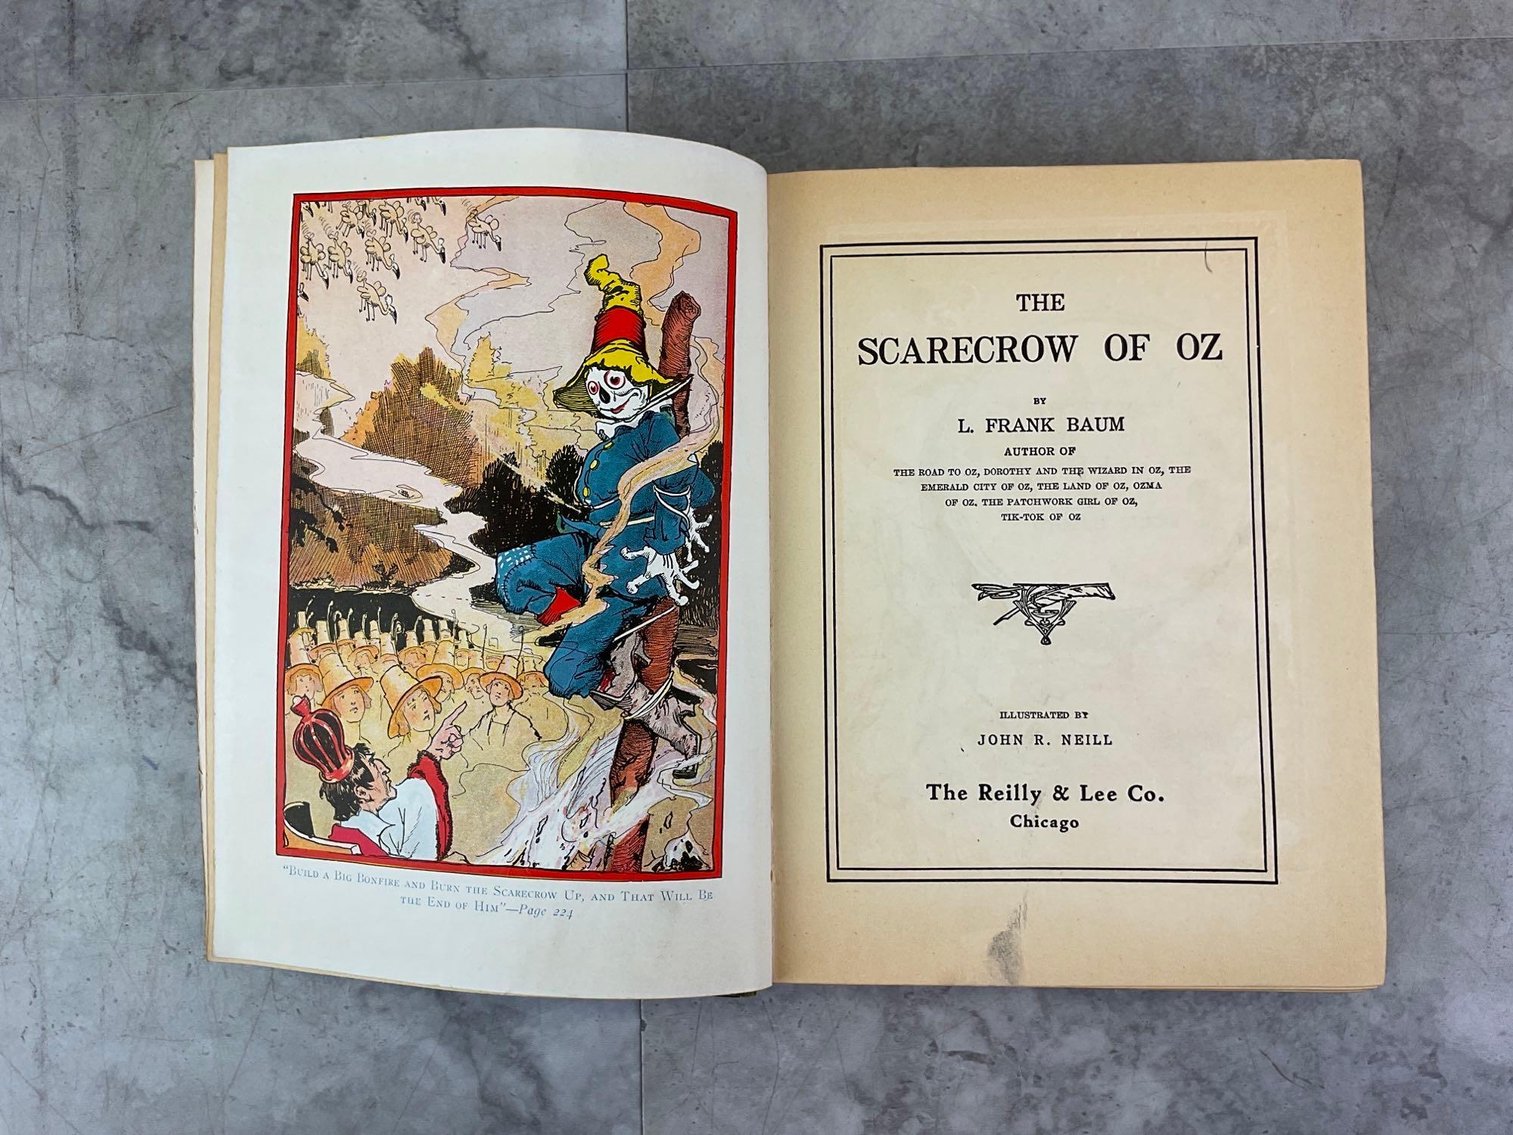 "Build a Big Bonfire and Burn the Scarecrow Up, and That Will Be
the End of Him"—Page 224
THE
SCARECROW OF OZ
BY
L. FRANK BAUM
AUTHOR OF
THE ROAD TO OZ, DOROTHY AND THE WIZARD IN OZ, THE
EMERALD CITY OF OZ, THE LAND OF OZ, OZMA
OF OZ. THE PATCHWORK GIRL OF OZ,
TIK-TOK OF OZ
ILLUSTRATED BY
JOHN R. NEILL
The Reilly & Lee Co.
Chicago